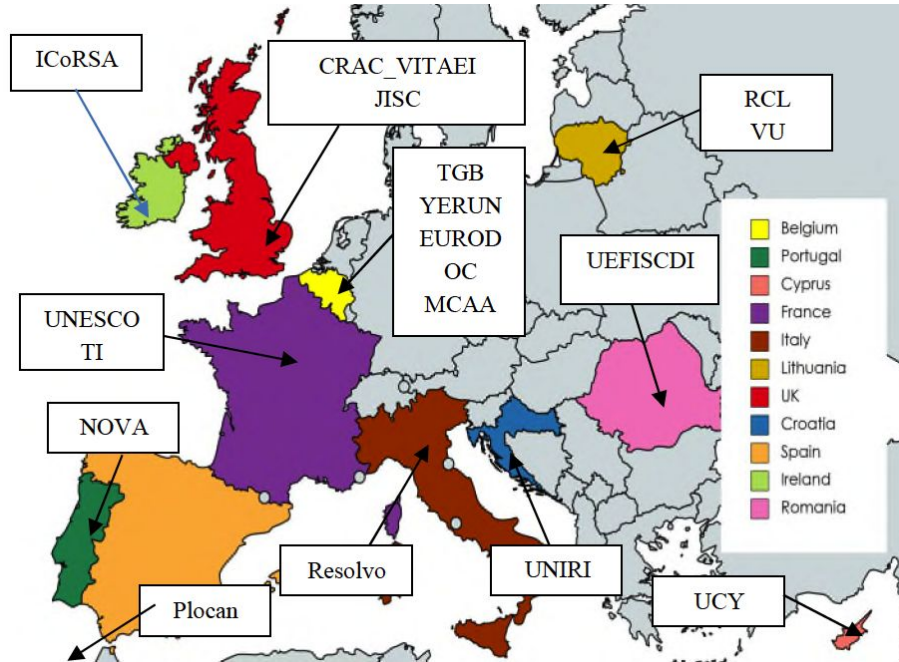 ICoRSA
CRAC_VITAEI
JISC
RCL
VU
TGB
YERUN
EUROD
OC
MCAA
UEFISCDI
UNESCO
TI
NOVA
Resolvo
UNIRI
UCY
Plocan
Belgium
Portugal
Cyprus
France
Italy
Lithuania
UK
Croatia
Spain
Ireland
Romania